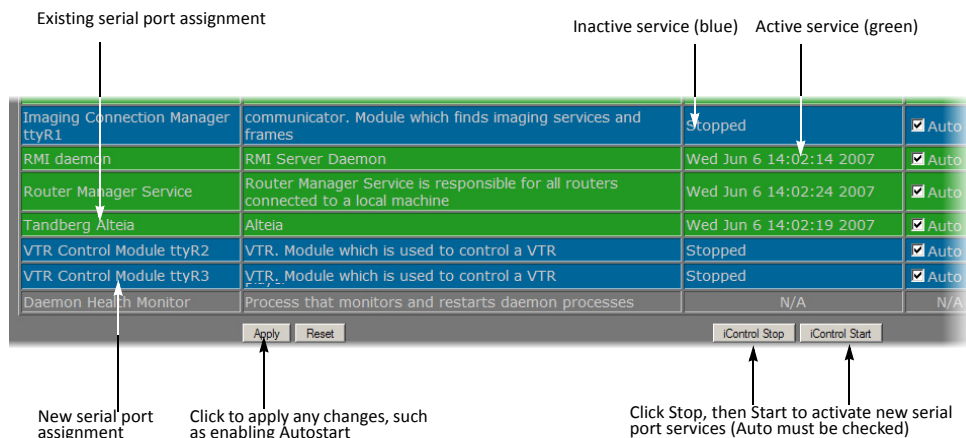 Existing serial port assignment
Inactive service (blue)
Active service (green)
Imaging Connection Manager
ttyR1
communicator. Module which finds imaging services and
frames
Stopped
Auto
RMI daemon
RMI Server Daemon
Wed Jun 6 14:02:14 2007
Auto
Router Manager Service
Router Manager Service is responsible for all routers
connected to a local machine
Wed Jun 6 14:02:24 2007
Auto
Tandberg Alteia
Alteia
Wed Jun 6 14:02:19 2007
Auto
VTR Control Module ttyR2
VTR. Module which is used to control a VTR
Stopped
Auto
VTR Control Module ttyR3
VTR. Module which is used to control a VTR
Stopped
Auto
Daemon Health Monitor
Process that monitors and restarts daemon processes
N/A
N/A
Apply
Reset
iControl Stop
iControl Start
New serial port
assignment
Click to apply any changes, such
as enabling Autostart
Click Stop, then Start to activate new serial
port services (Auto must be checked)